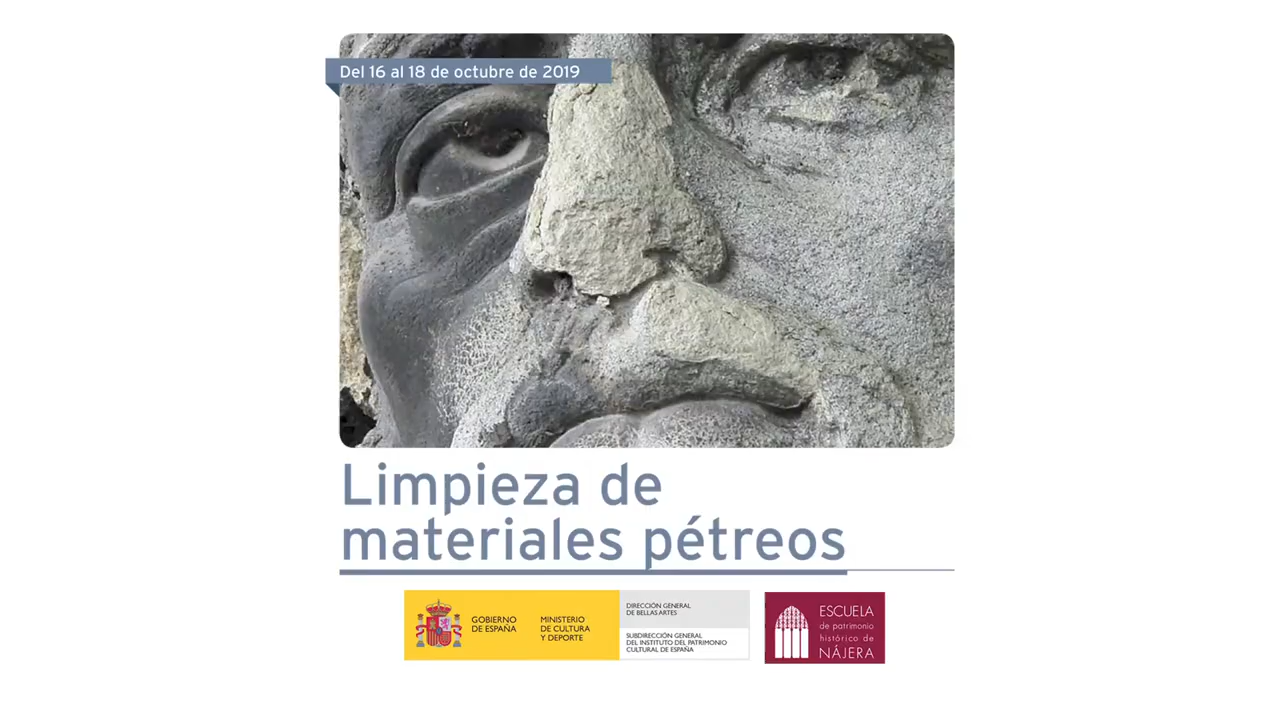 Del 16 al 18 de octubre de 2019
Limpieza de
materiales pétreos
GOBIERNO
DE ESPAÑA
MINISTERIO
DE CULTURA
Y DEPORTE
DIRECCIÓN GENERAL
DE BELLAS ARTES
SUBDIRECCIÓN GENERAL
DEL INSTITUTO DEL PATRIMONIO
CULTURAL DE ESPAÑA
ESCUELA
de patrimonio
histórico de
NÁJERA